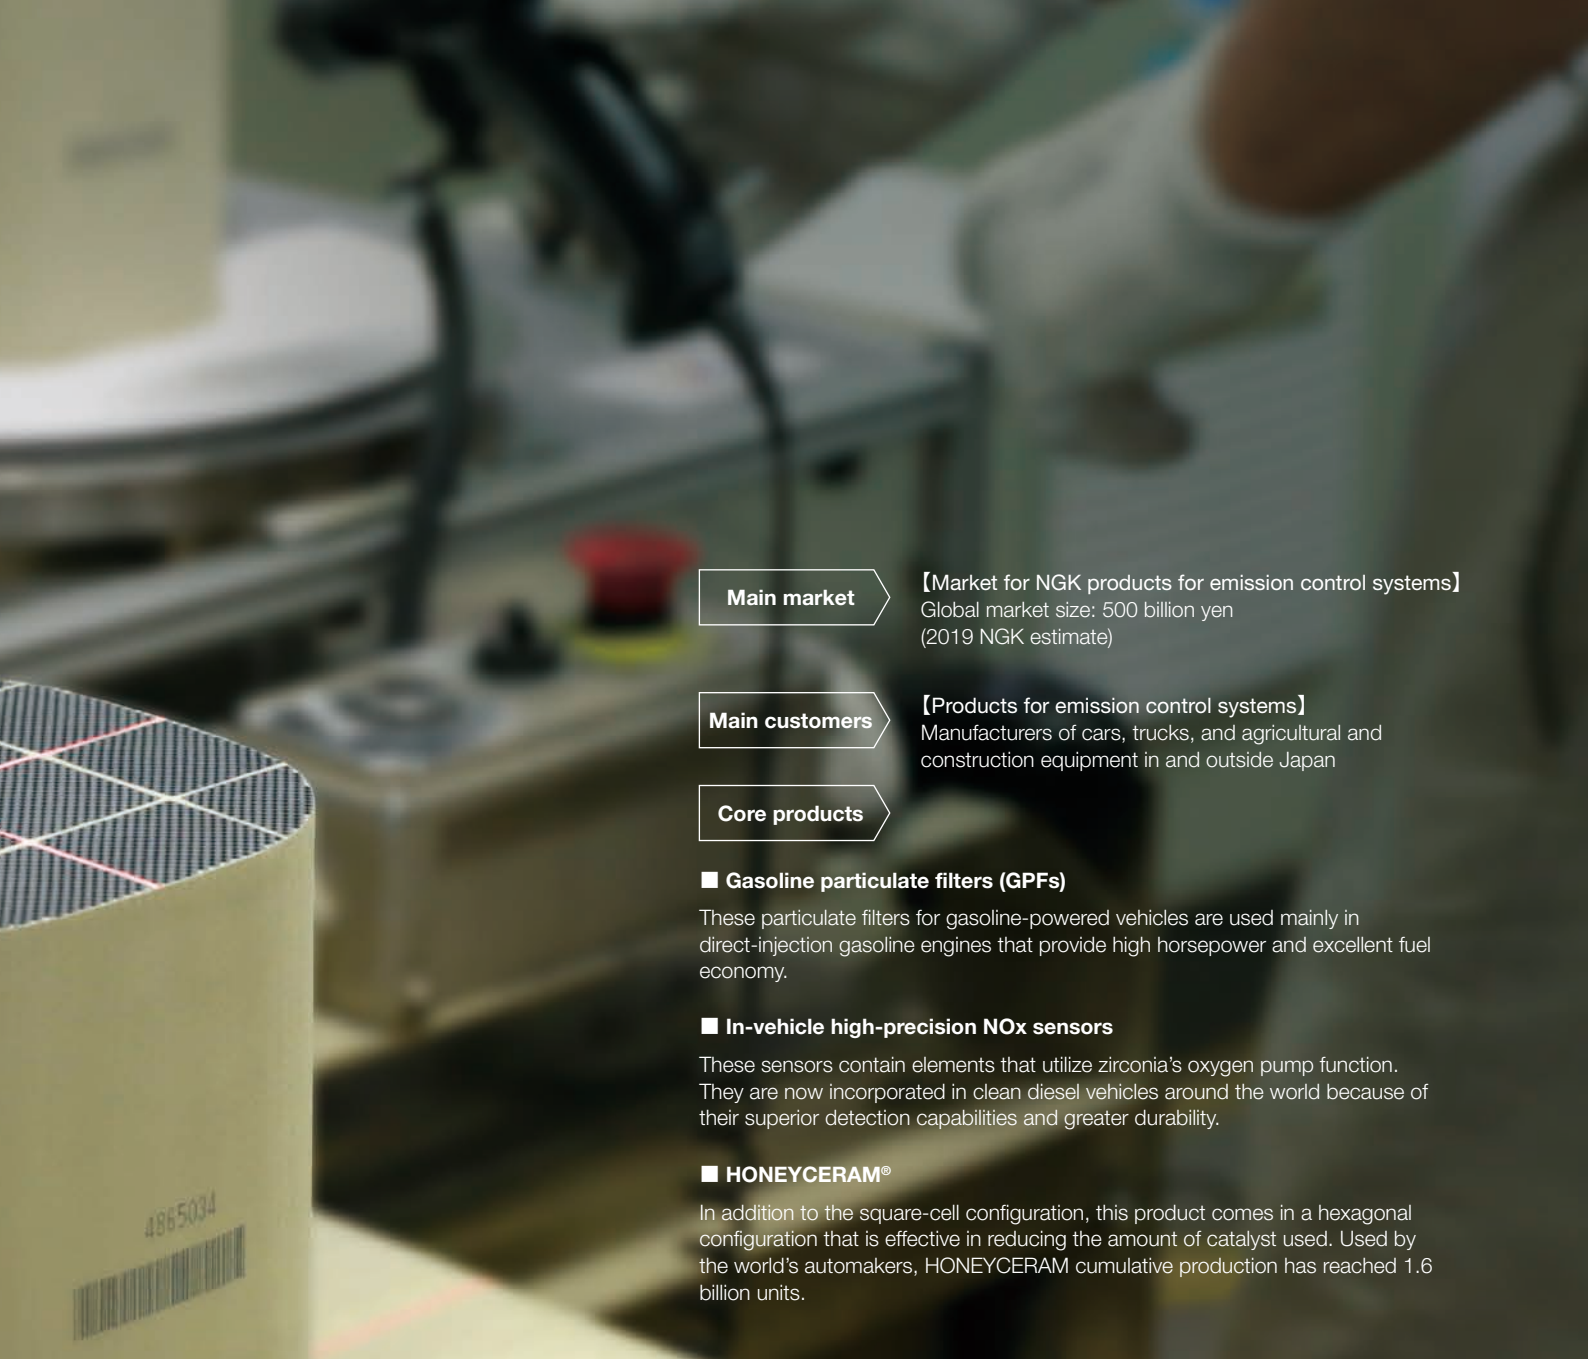 Main market
【Market for NGK products for emission control systems】
Global market size: 500 billion yen
(2019 NGK estimate)
Main customers
【Products for emission control systems】
Manufacturers of cars, trucks, and agricultural and
construction equipment in and outside Japan
Core products
■ Gasoline particulate filters (GPFs)
These particulate filters for gasoline-powered vehicles are used mainly in
direct-injection gasoline engines that provide high horsepower and excellent fuel
economy.
■ In-vehicle high-precision NOx sensors
These sensors contain elements that utilize zirconia’s oxygen pump function.
They are now incorporated in clean diesel vehicles around the world because of
their superior detection capabilities and greater durability.
■ HONEYCERAM®
In addition to the square-cell configuration, this product comes in a hexagonal
configuration that is effective in reducing the amount of catalyst used. Used by
the world’s automakers, HONEYCERAM cumulative production has reached 1.6
billion units.
4865034